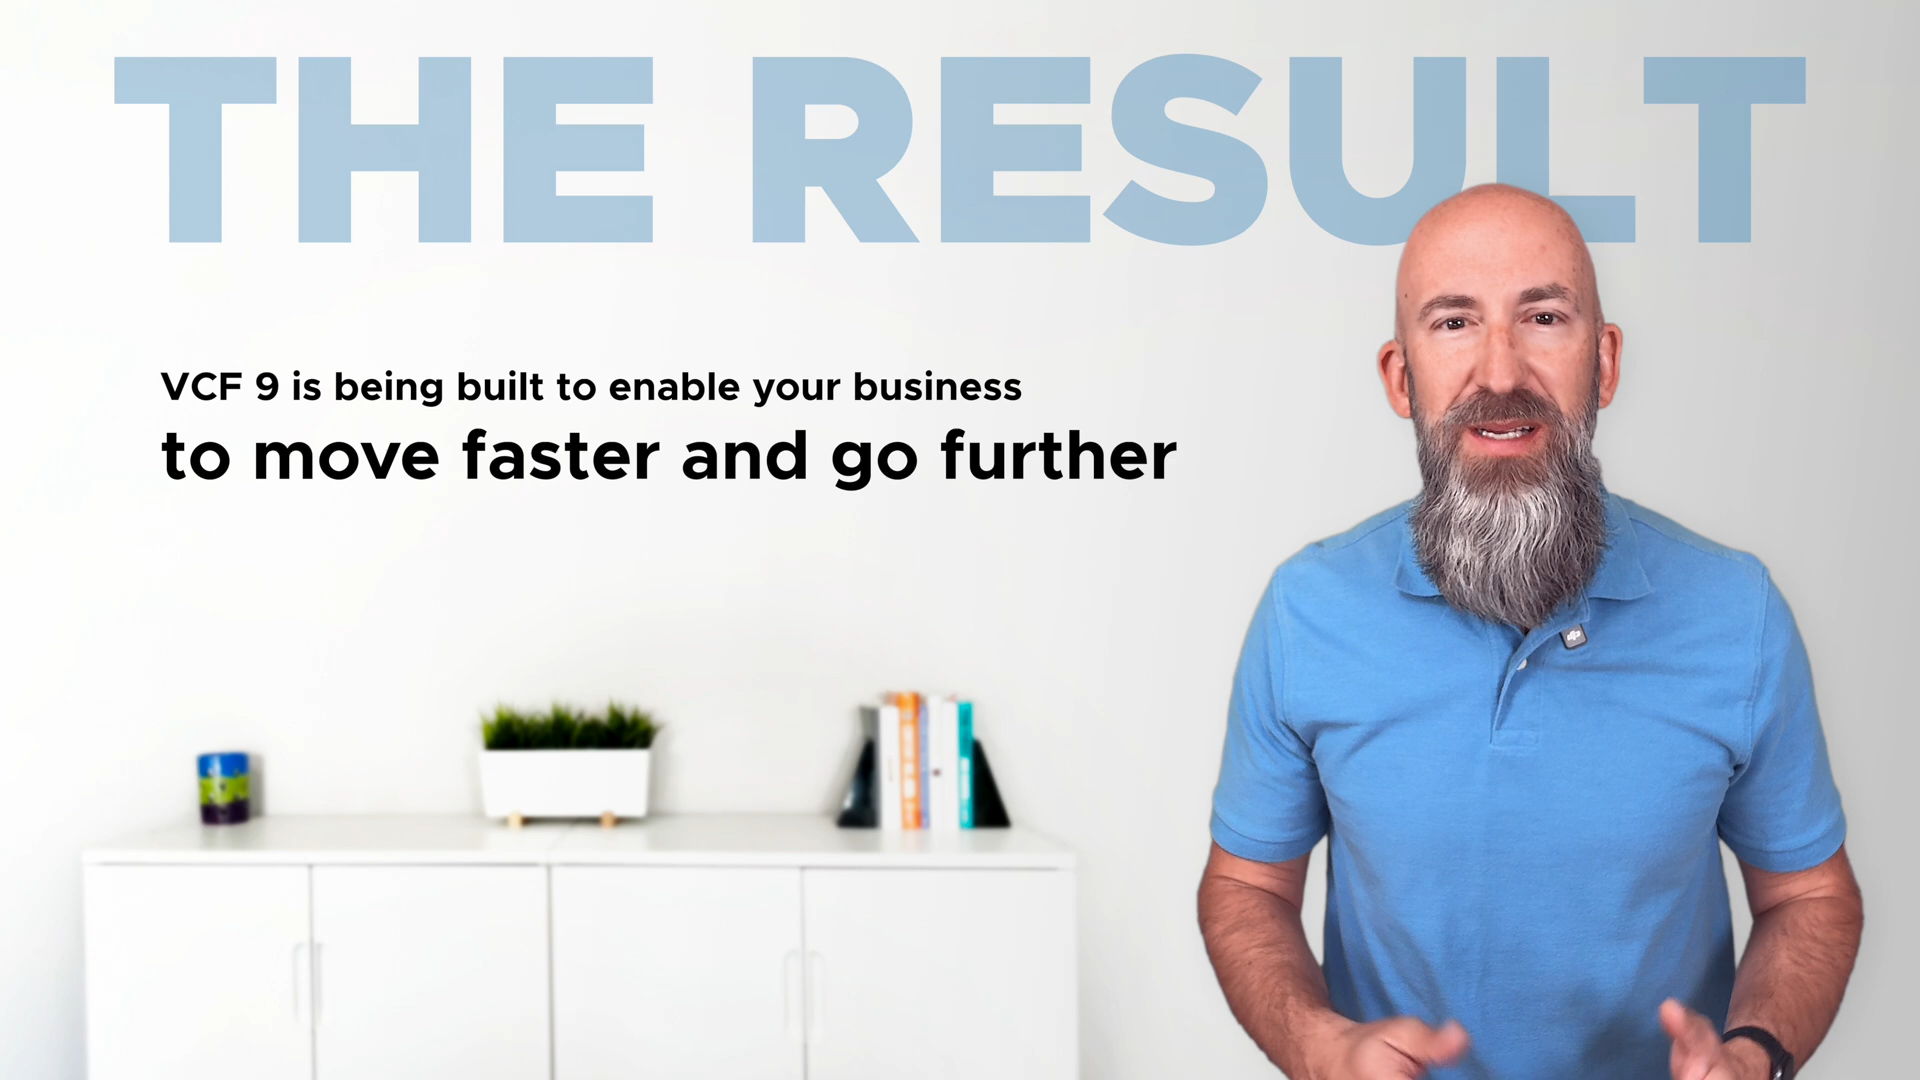 THE RESULT
VCF 9 is being built to enable your business
to move faster and go further